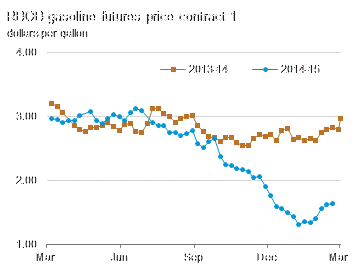 RBOB gasoline futures price contract 1
dollars per gallon
4.00
2013-14 2014-15
3.00
2.00
1.00
Mar Jun Sep Dec Mar